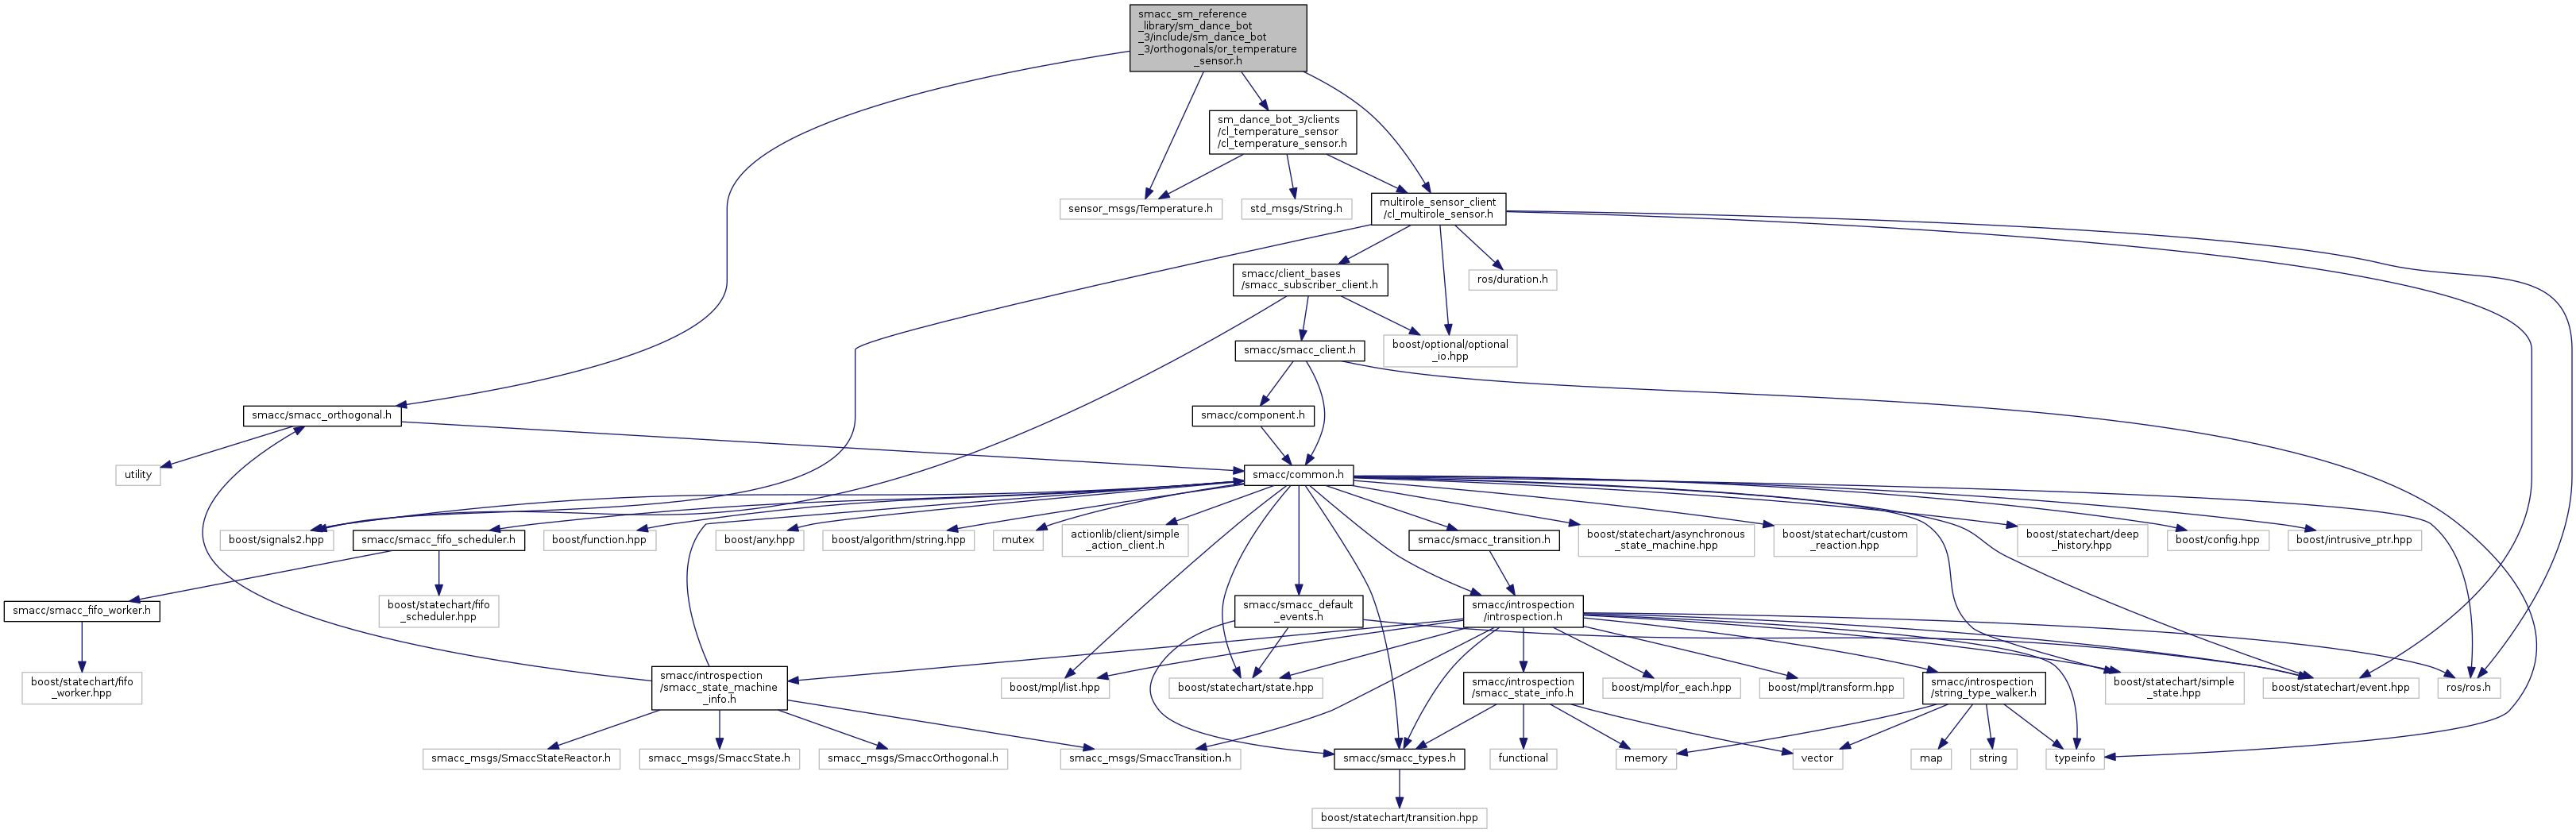 smacc_sm_reference
_library/sm_dance_bot
_3/include/sm_dance_bot
_3/orthogonals/or_temperature
_sensor.h
sm_dance_bot_3/clients
/cl_temperature_sensor
/cl_temperature_sensor.h
sensor_msgs/Temperature.h
std_msgs/String.h
multirole_sensor_client
/cl_multirole_sensor.h
smacc/client_bases
/smacc_subscriber_client.h
ros/duration.h
smacc/smacc_client.h
boost/optional/optional
_io.hpp
smacc/smacc_orthogonal.h
smacc/component.h
utility
smacc/common.h
boost/signals2.hpp
smacc/smacc_fifo_scheduler.h
boost/function.hpp
boost/any.hpp
boost/algorithm/string.hpp
mutex
actionlib/client/simple
_action_client.h
smacc/smacc_transition.h
boost/statechart/asynchronous
_state_machine.hpp
boost/statechart/custom
_reaction.hpp
boost/statechart/deep
_history.hpp
boost/config.hpp
boost/intrusive_ptr.hpp
smacc/smacc_fifo_worker.h
boost/statechart/fifo
_scheduler.hpp
smacc/smacc_default
_events.h
smacc/introspection
/introspection.h
boost/statechart/fifo
_worker.hpp
smacc/introspection
/smacc_state_machine
_info.h
boost/mpl/list.hpp
boost/statechart/state.hpp
smacc/introspection
/smacc_state_info.h
boost/mpl/for_each.hpp
boost/mpl/transform.hpp
smacc/introspection
/string_type_walker.h
boost/statechart/simple
_state.hpp
boost/statechart/event.hpp
ros/ros.h
smacc_msgs/SmaccStateReactor.h
smacc_msgs/SmaccState.h
smacc_msgs/SmaccOrthogonal.h
smacc_msgs/SmaccTransition.h
smacc/smacc_types.h
functional
memory
vector
map
string
typeinfo
boost/statechart/transition.hpp